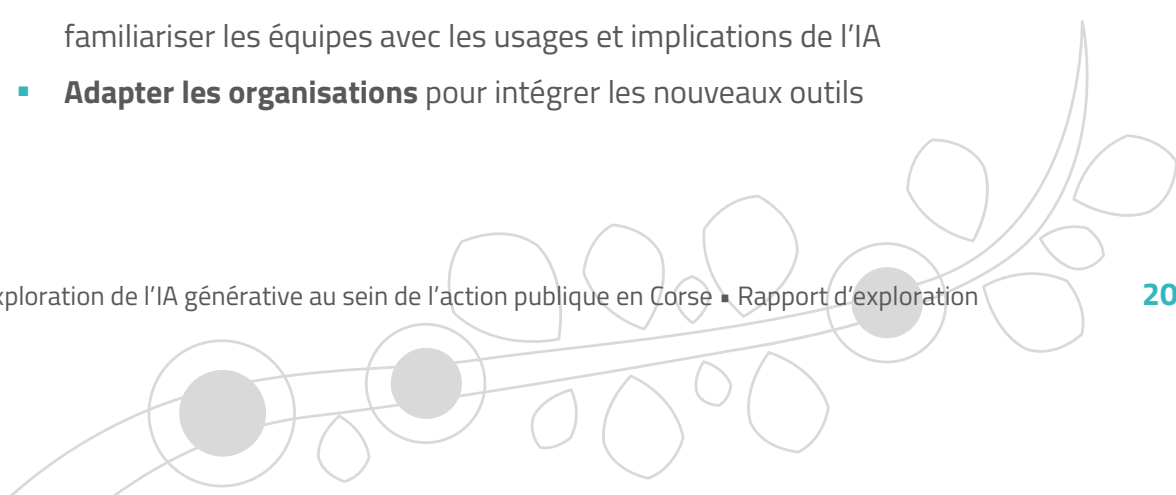 familiariser les équipes avec les usages et implications de l’IA
▪ Adapter les organisations pour intégrer les nouveaux outils
xploration de l’IA générative au sein de l’action publique en Corse ▪ Rapport d’exploration 20